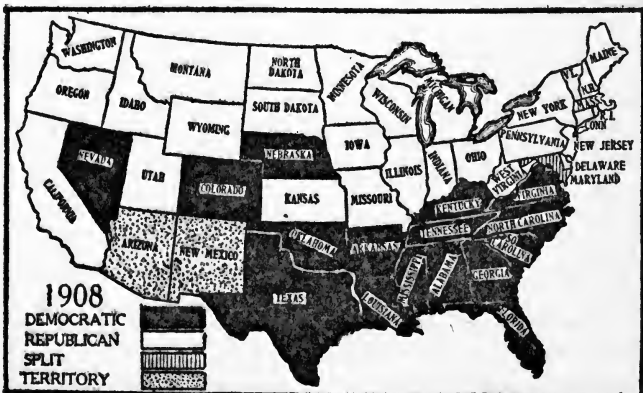 WASHINGTON
MONTANA
NORTH
DAKOTA
MINNESOTA
MICHIGAN
MAINE
OREGON
IDAHO
WYOMING
SOUTH DAKOTA
WISCONSIN
NEW YORK
V.T.
N.H.
MASS.
R.I.
CONN
NEVADA
UTAH
COLORADO
NEBRASKA
IOWA
ILLINOIS
INDIANA
OHIO
PENNSYLVANIA
NEW JERSEY
DELAWARE
MARYLAND
CALIFORNIA
KANSAS
MISSOURI
KENTUCKY
WEST
VIRGINIA
VIRGINIA
ARIZONA
NEW MEXICO
OKLAHOMA
ARKANSAS
TENNESSEE
NORTH CAROLINA
SO
CAROLINA
TEXAS
LOUISIANA
MISSISSIPPI
ALABAMA
GEORGIA
FLORIDA
1908
DEMOCRATIC
REPUBLICAN
SPLIT
TERRITORY